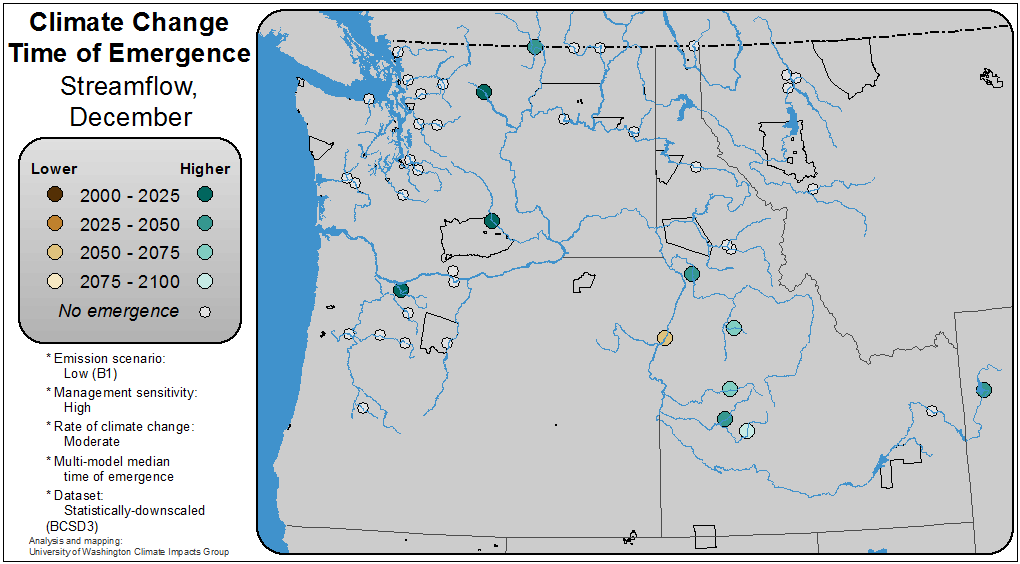 Climate Change
Time of Emergence
Streamflow,
December
Lower Higher
2000 - 2025
2025 - 2050
2050 - 2075
2075 - 2100
No emergence
* Emission scenario:
Low (B1)
* Management sensitivity:
High
* Rate of climate change:
Moderate
* Multi-model median
time of emergence
* Dataset:
Statistically-downscaled
(BCSD3)
Analysis and mapping:
University of Washington Climate Impacts Group